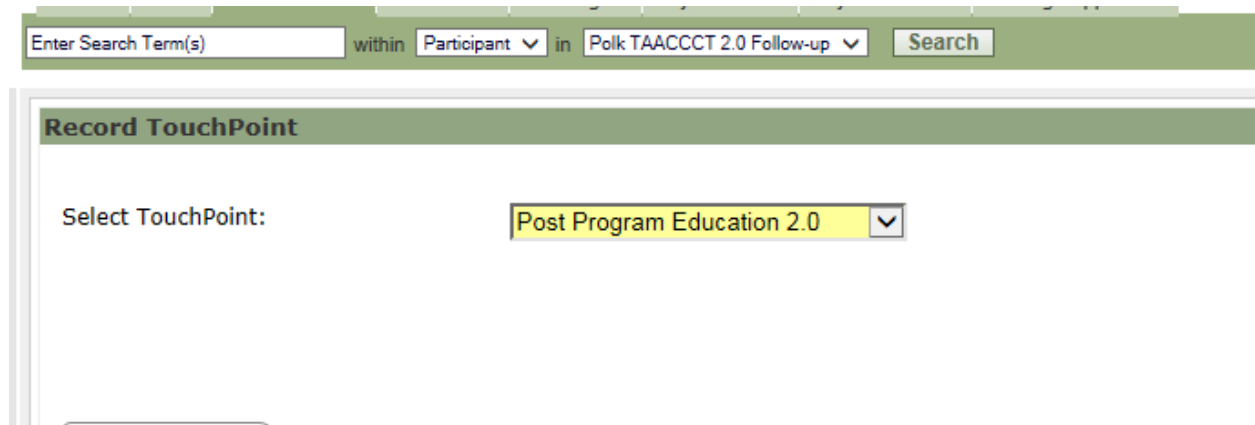 Enter Search Term(s) within Participant in Polk TAACCCT 2.0 Follow-up Search
Record TouchPoint
Select TouchPoint: Post Program Education 2.0